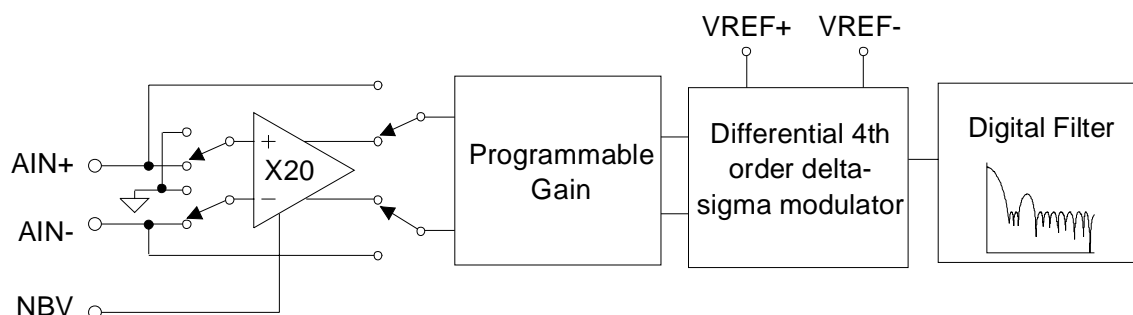 VREF+ VREF-
AIN+
AIN-
NBV
+
X20
−
Programmable
Gain
Differential 4th
order delta-
sigma modulator
Digital Filter